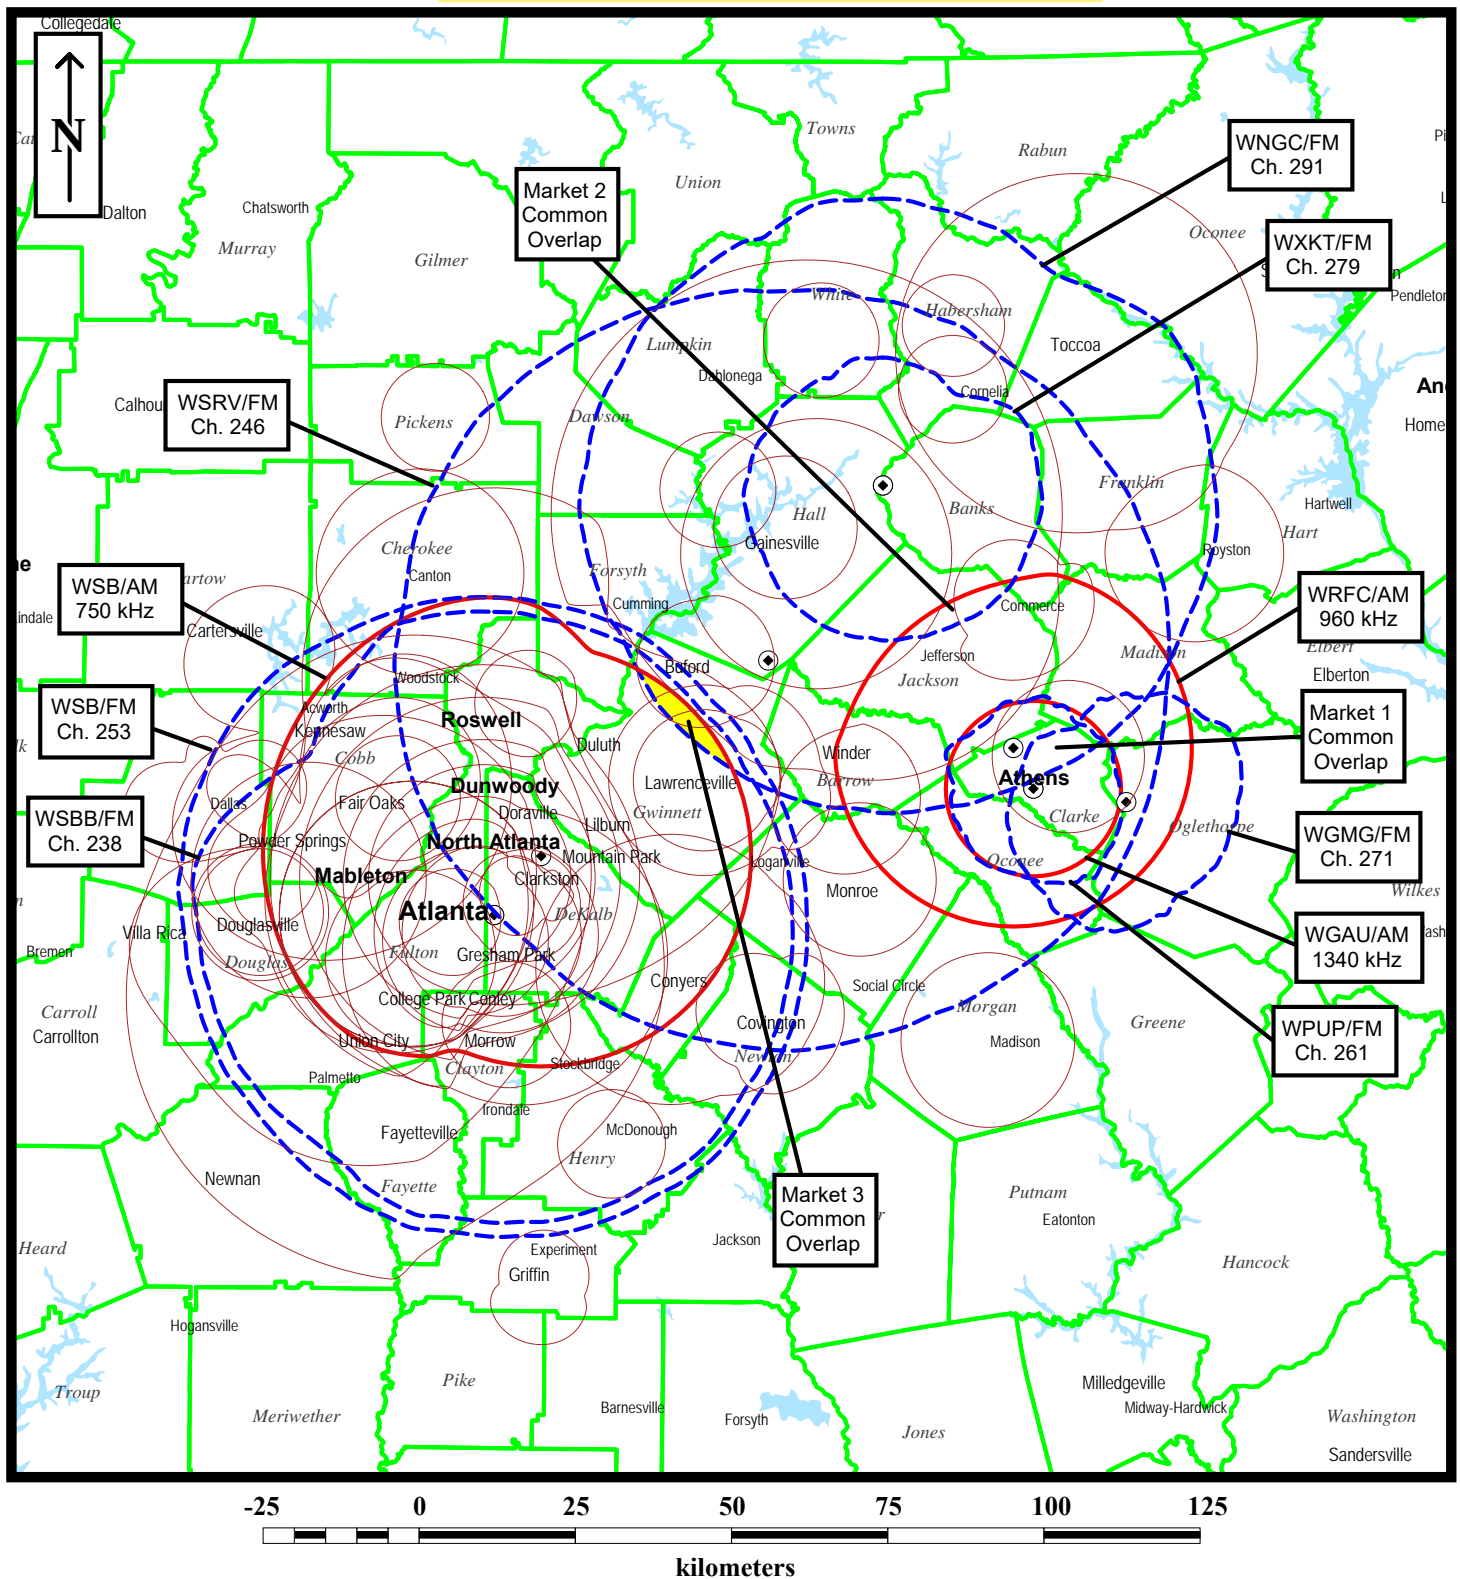 Collegedale
N
Dalton
Chatsworth
Murray
Gilmer
Union
Towns
Rabun
Oconee
Market 2
Common
Overlap
WNGC/FM
Ch. 291
WXKT/FM
Ch. 279
Pendleton
White
Habersham
Lumpkin
Dahlonega
Toccoa
Cornelia
WSRV/FM
Ch. 246
Pickens
Dawson
Home
Franklin
Hall
Banks
Hartwell
Hart
Gainesville
Royston
Cherokee
Canton
Forsyth
Cumming
Commerce
WSB/AM
750 kHz
WRFC/AM
960 kHz
Cartersville
Buford
Jefferson
Jackson
Madison
Elbert
Elberton
Woodstock
Acworth
Kennesaw
Roswell
Duluth
Cobb
WSB/FM
Ch. 253
Market 1
Common
Overlap
Winder
Barrow
Athens
Clarke
Oglethorpe
Dunwoody
Lawrenceville
Gwinnett
Dallas
Fair Oaks
Doraville
Lilburn
WSBB/FM
Ch. 238
Powder Springs
North Atlanta
Mountain Park
Loganville
Oconee
WGMG/FM
Ch. 271
Mableton
Clarkston
Monroe
Wilkes
Atlanta
DeKalb
Douglasville
Villa Rica
Bremen
Fulton
Gresham Park
Douglas
WGAU/AM
1340 kHz
Conyers
Social Circle
College Park
Conley
Carroll
Carrollton
Covington
Newton
Morgan
Madison
Greene
WPUP/FM
Ch. 261
Union City
Morrow
Clayton
Stockbridge
Palmetto
Irondale
Fayetteville
McDonough
Henry
Newnan
Fayette
Market 3
Common
Overlap
Putnam
Eatonton
Heard
Experiment
Griffin
Jackson
Hancock
Hogansville
Pike
Troup
Meriwether
Barnesville
Forsyth
Jones
Milledgeville
Midway-Hardwick
Washington
Sandersville
-25 0 25 50 75 100 125
kilometers